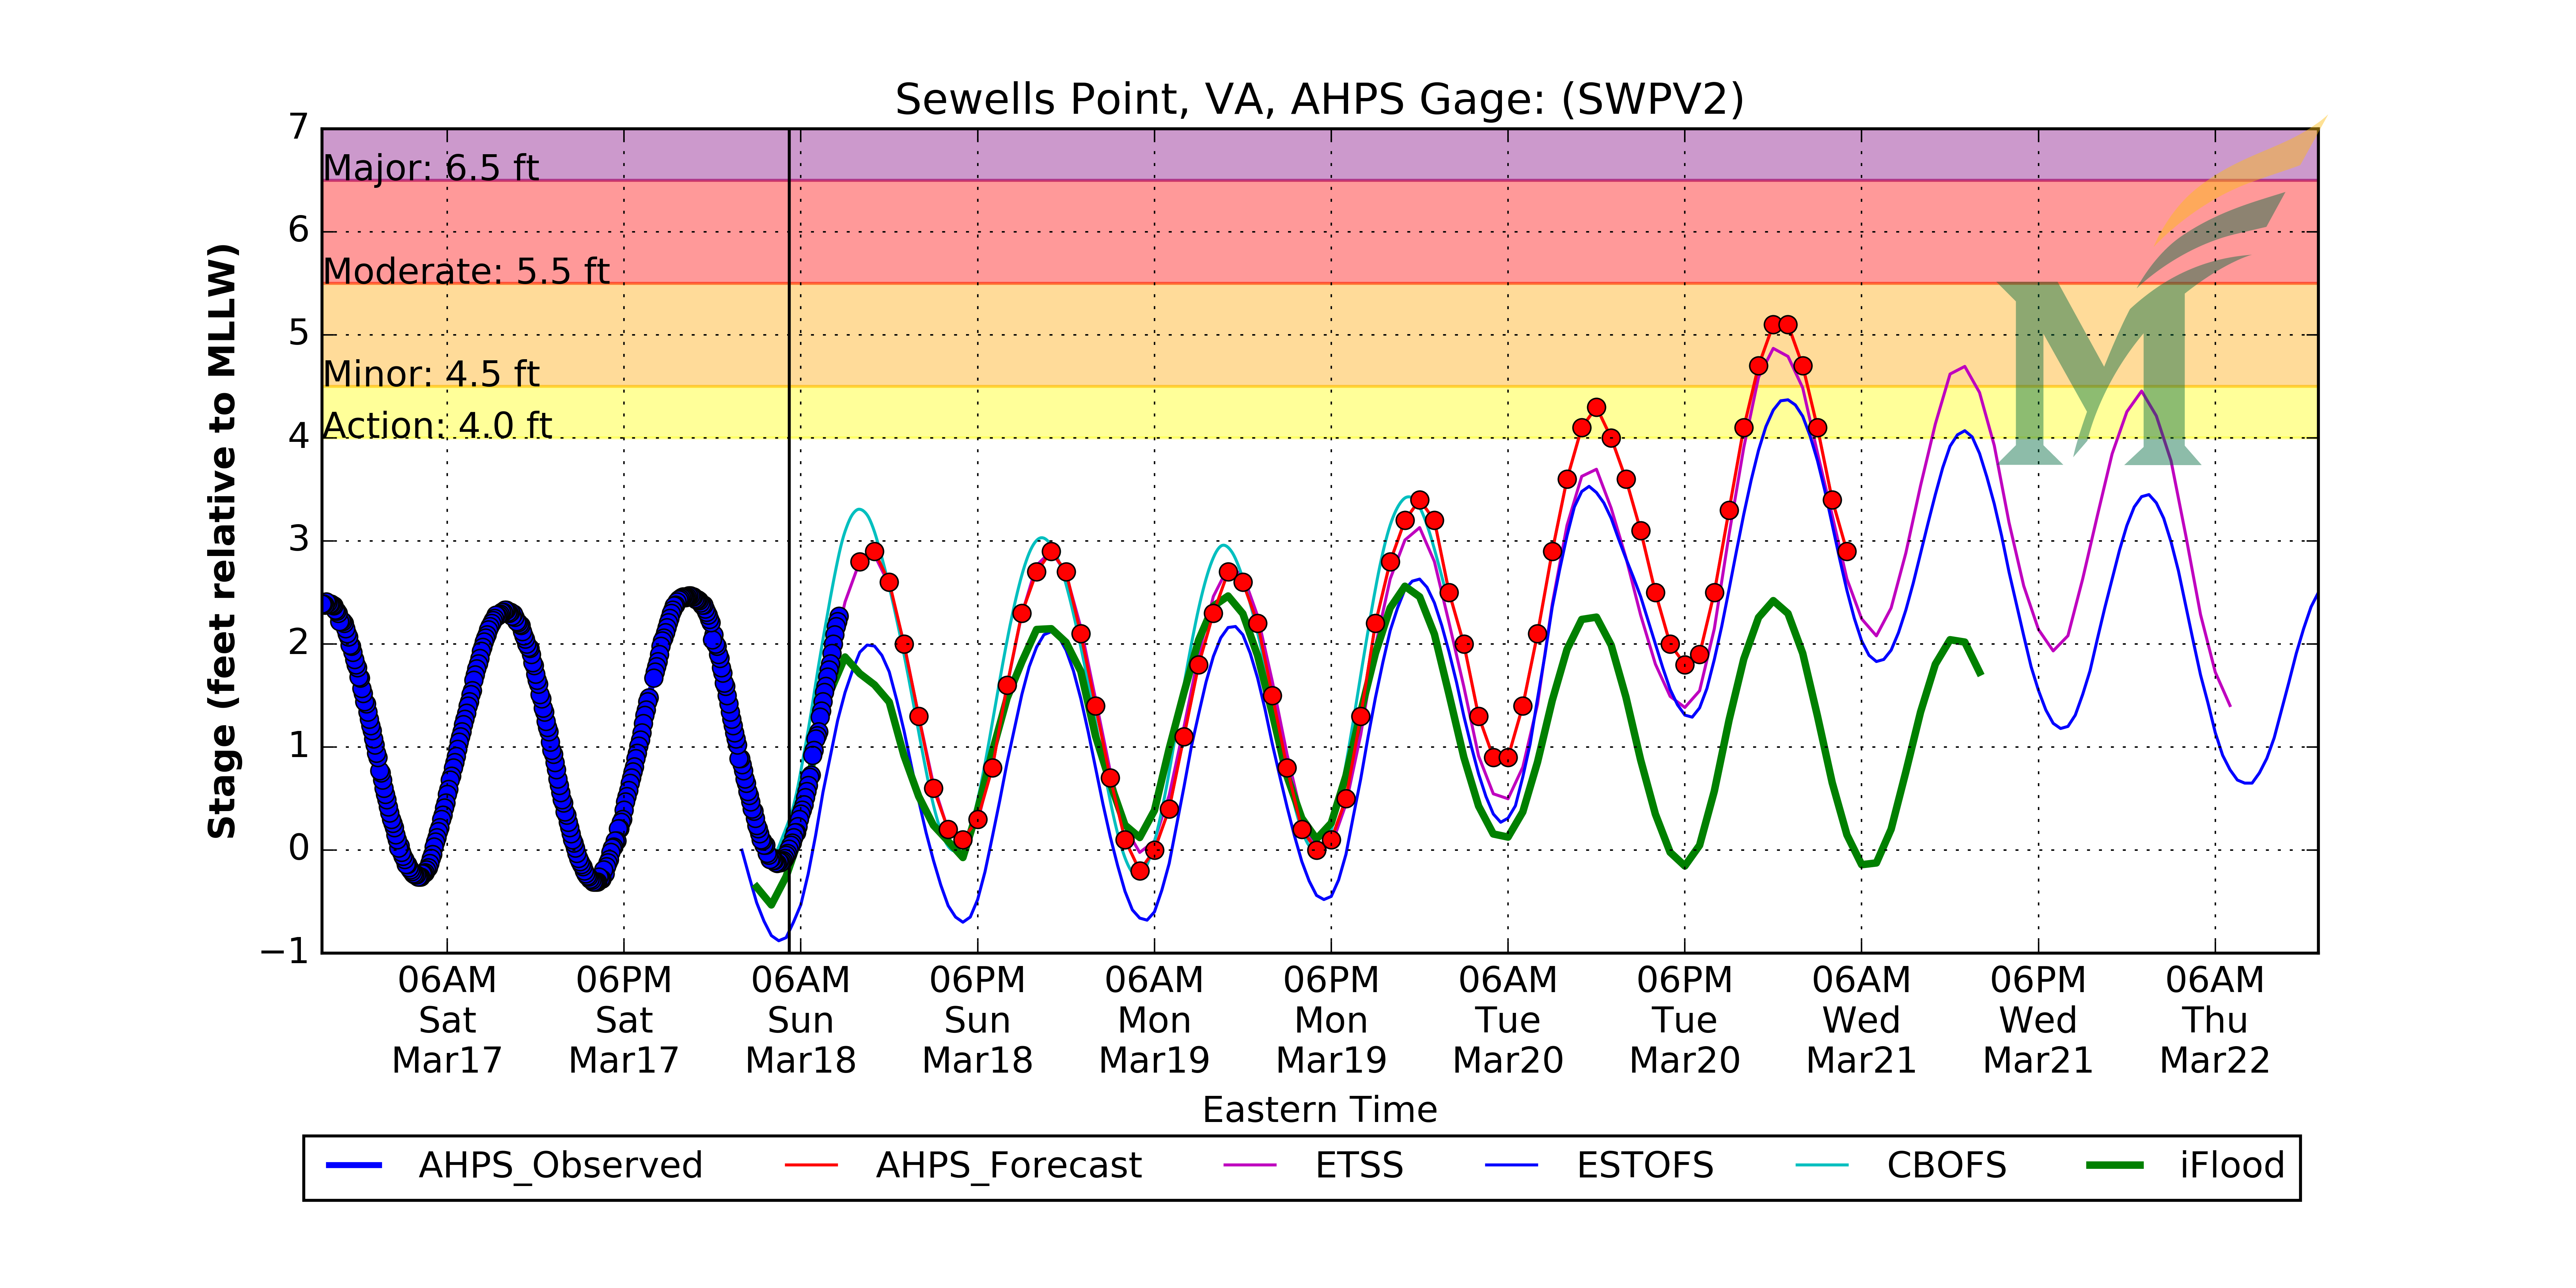 Sewells Point, VA, AHPS Gage: (SWPV2)
Stage (feet relative to MLLW)
7
6
5
4
3
2
1
0
−1
Major: 6.5 ft
Moderate: 5.5 ft
Minor: 4.5 ft
Action: 4.0 ft
06AM 06PM 06AM 06PM 06AM 06PM 06AM 06PM 06AM 06PM 06AM
Sat Sat Sun Sun Mon Mon Tue Tue Wed Wed Thu
Mar17 Mar17 Mar18 Mar18 Mar19 Mar19 Mar20 Mar20 Mar21 Mar21 Mar22
Eastern Time
AHPS_Observed AHPS_Forecast ETSS ESTOFS CBOFS iFlood
M